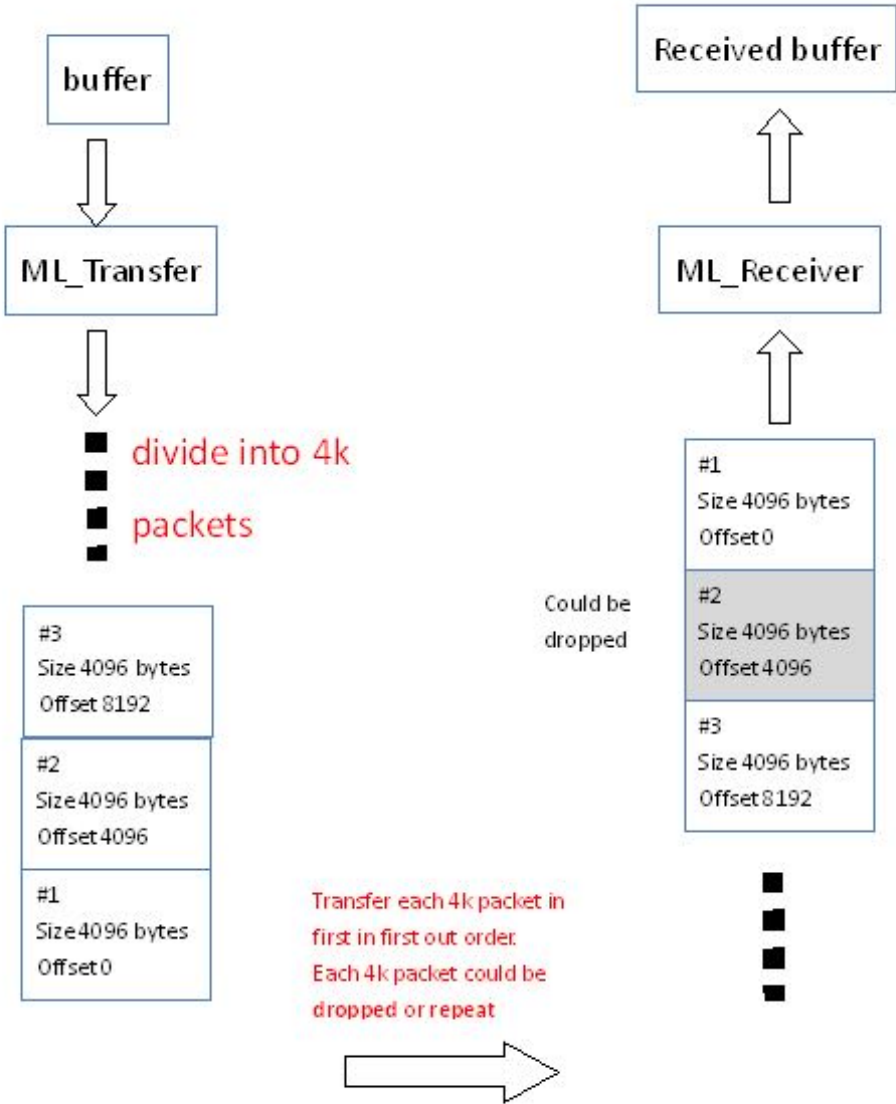 buffer
ML_Transfer
divide into 4k
packets
#3
Size 4096 bytes
Offset 8192
#2
Size 4096 bytes
Offset 4096
#1
Size 4096 bytes
Offset 0
Transfer each 4k packet in
first in first out order.
Each 4k packet could be
dropped or repeat
Received buffer
ML_Receiver
#1
Size 4096 bytes
Offset 0
Could be
dropped
#2
Size 4096 bytes
Offset 4096
#3
Size 4096 bytes
Offset 8192